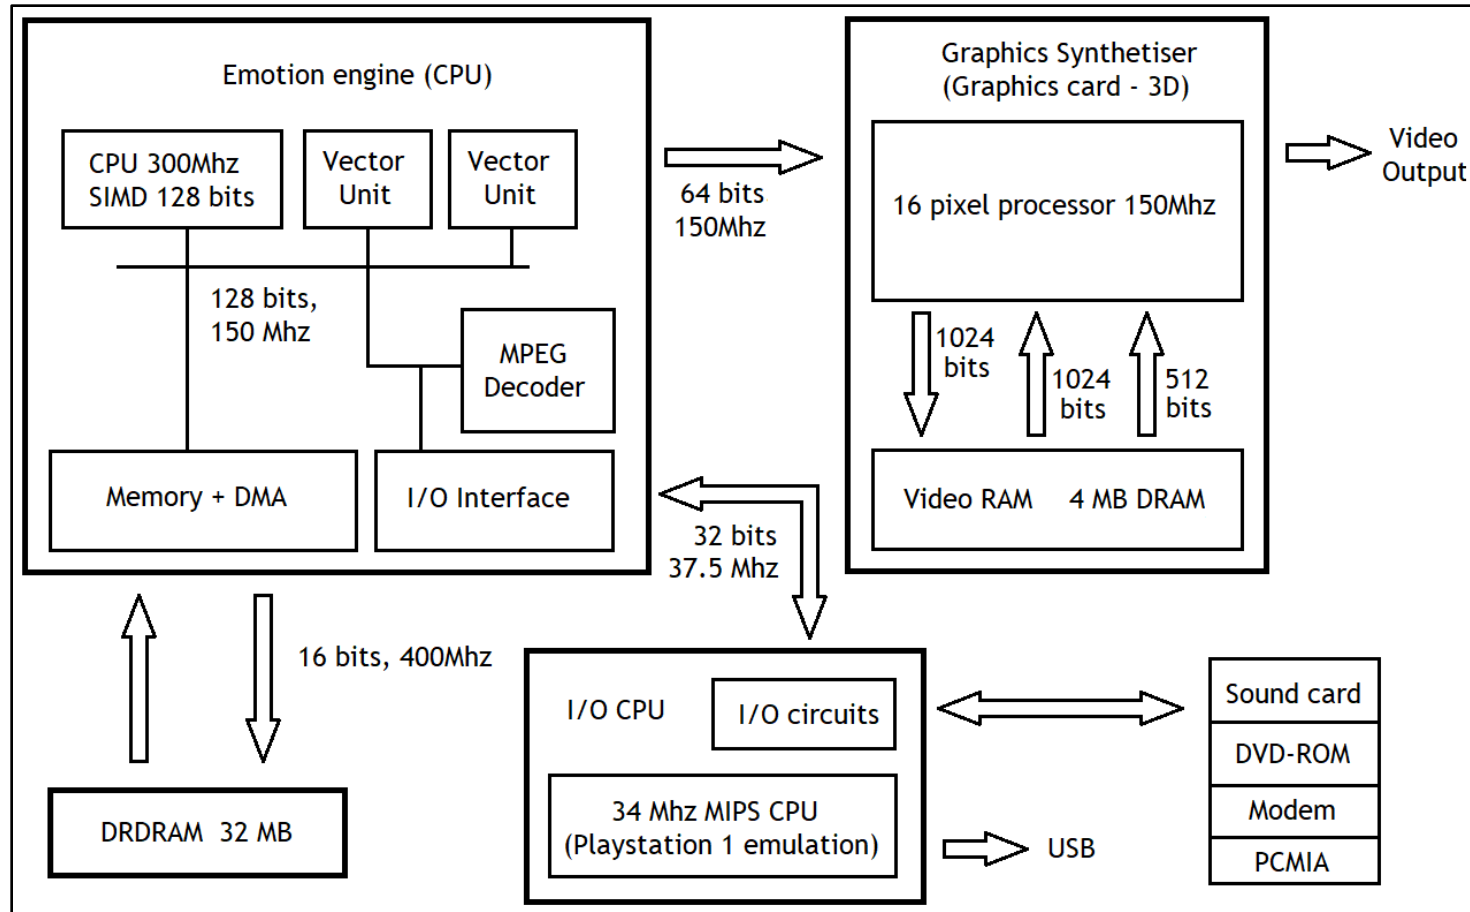 Emotion engine (CPU)
CPU 300Mhz
SIMD 128 bits
Vector
Unit
Vector
Unit
128 bits,
150 Mhz
MPEG
Decoder
Memory + DMA
I/O Interface
64 bits
150Mhz
Graphics Synthetiser
(Graphics card - 3D)
16 pixel processor 150Mhz
1024
bits
1024
bits
512
bits
Video RAM 4 MB DRAM
Video
Output
32 bits
37.5 Mhz
16 bits, 400Mhz
DRDRAM 32 MB
I/O CPU
I/O circuits
34 Mhz MIPS CPU
(Playstation 1 emulation)
USB
Sound card
DVD-ROM
Modem
PCMIA